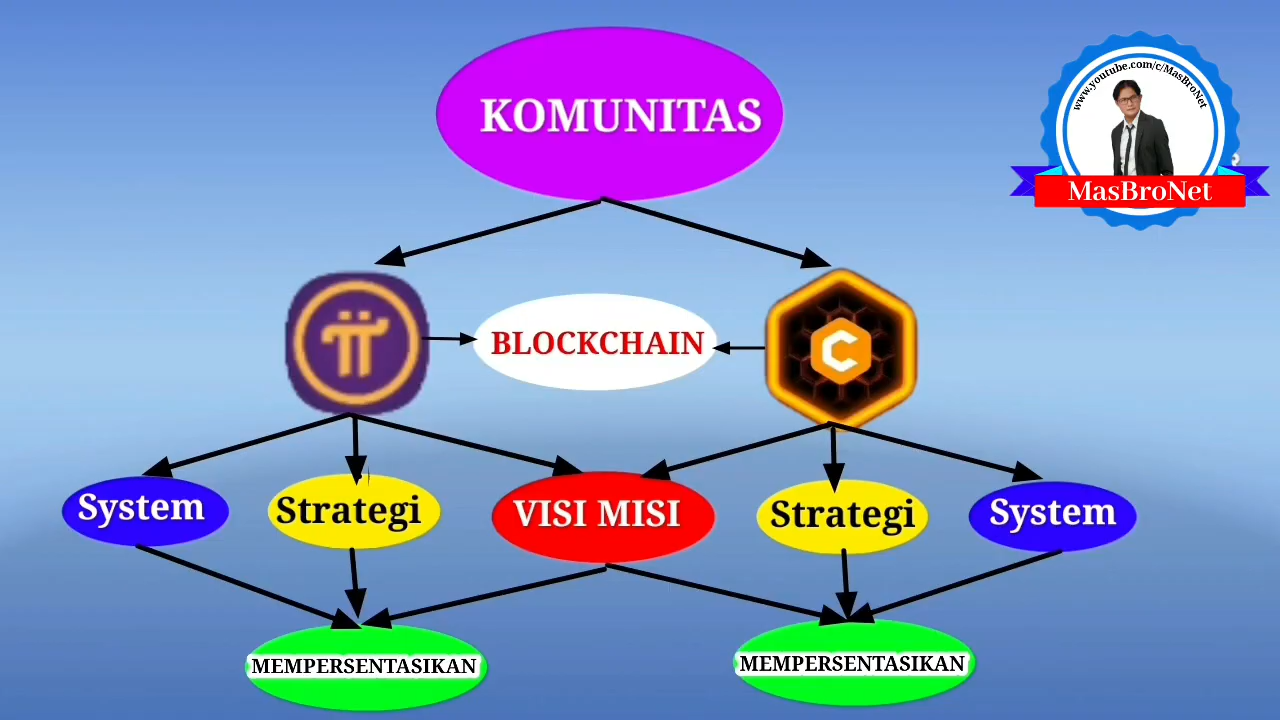 KOMUNITAS
www.youtube.com/c/MasBroNet
MasBroNet
BLOCKCHAIN
C
System
Strategi
VISI MISI
Strategi
System
MEMPERSENTASIKAN
MEMPERSENTASIKAN